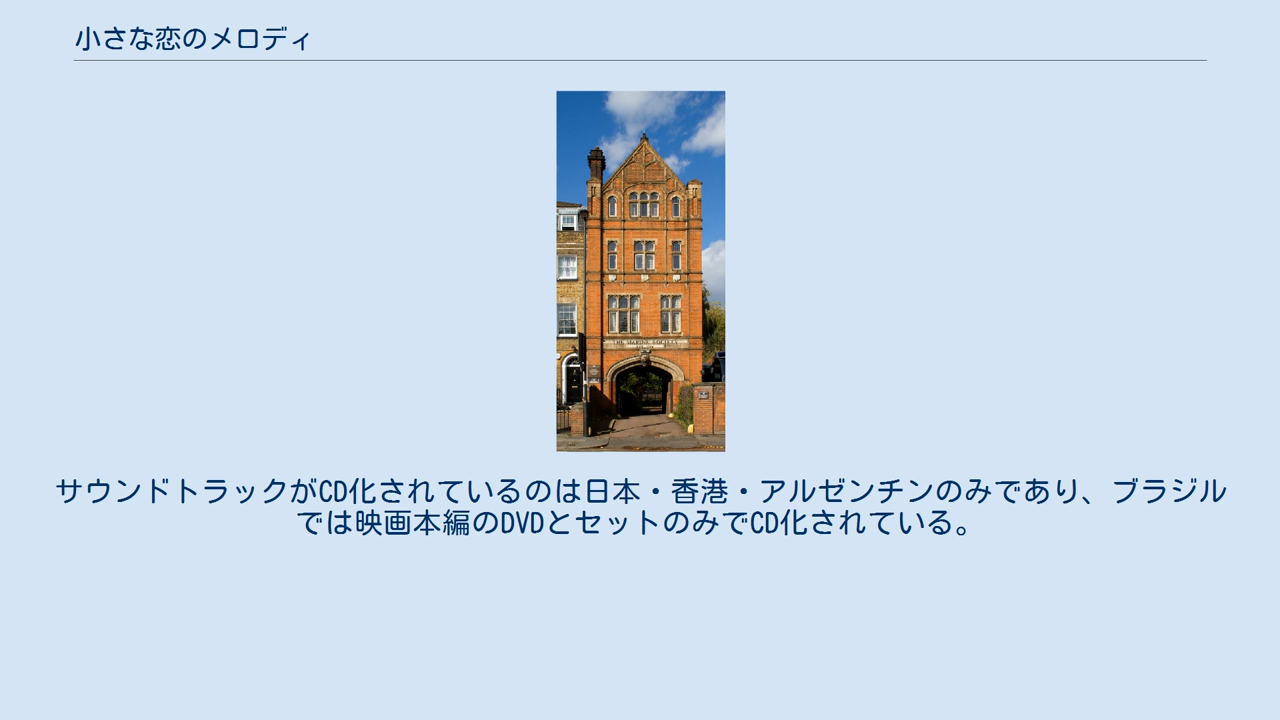 小さな恋のメロディ
THE MARINE SOCIETY
サウンドトラックがCD化されているのは日本・香港・アルゼンチンのみであり、ブラジル
では映画本編のDVDとセットのみでCD化されている。